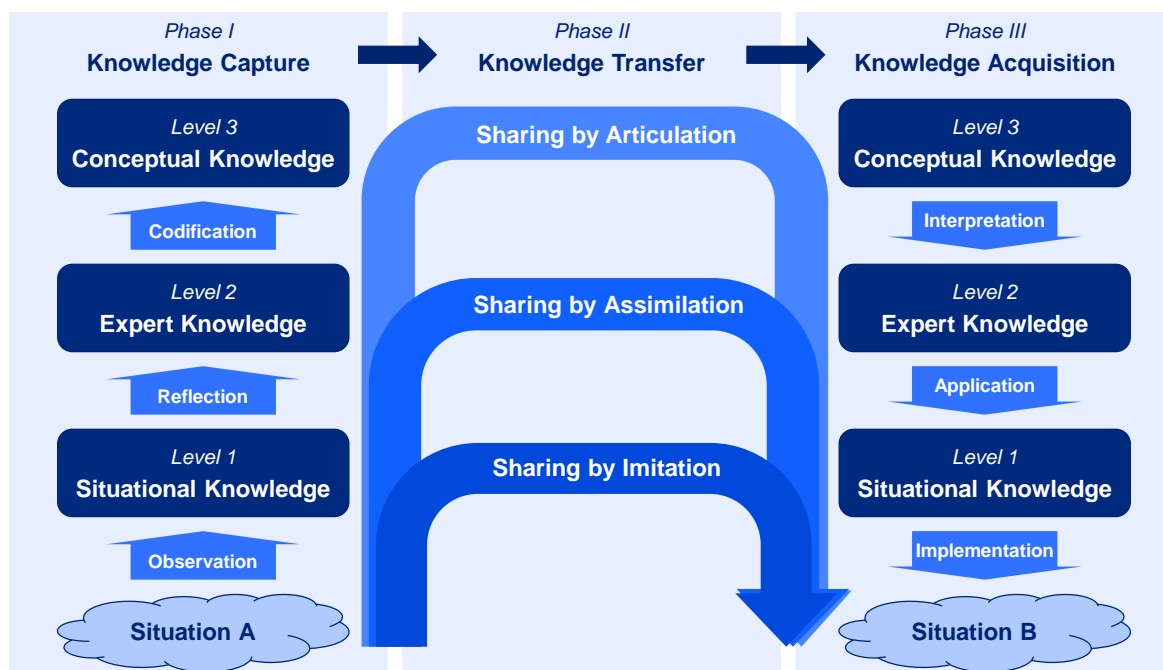 Phase I
Knowledge Capture
Level 3
Conceptual Knowledge
Codification
Level 2
Expert Knowledge
Reflection
Level 1
Situational Knowledge
Observation
Situation A
Phase II
Knowledge Transfer
Sharing by Articulation
Sharing by Assimilation
Sharing by Imitation
Phase III
Knowledge Acquisition
Level 3
Conceptual Knowledge
Interpretation
Level 2
Expert Knowledge
Application
Level 1
Situational Knowledge
Implementation
Situation B